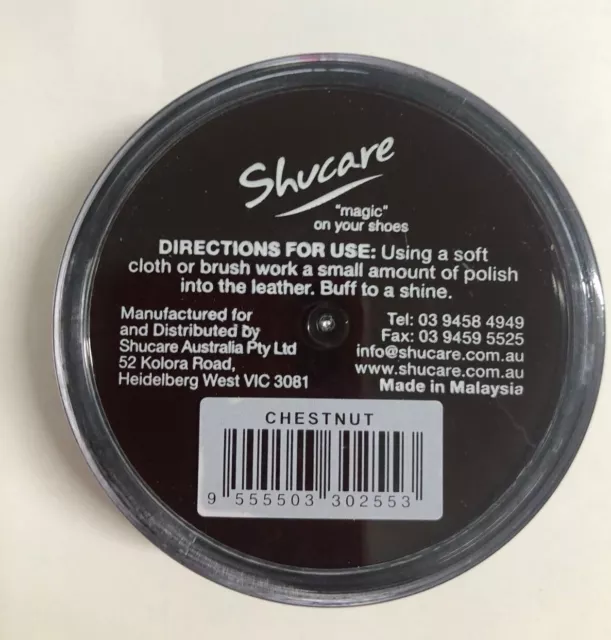 Shucare
"magic"
on your shoes
DIRECTIONS FOR USE: Using a soft
cloth or brush work a small amount of polish
into the leather. Buff to a shine.
Manufactured for
and Distributed by
Shucare Australia Pty Ltd
52 Kolora Road,
Heidelberg West VIC 3081
Tel: 03 9458 4949
Fax: 03 9459 5525
info@shucare.com.au
www.shucare.com.au
Made in Malaysia
CHESTNUT
9 555503 302553